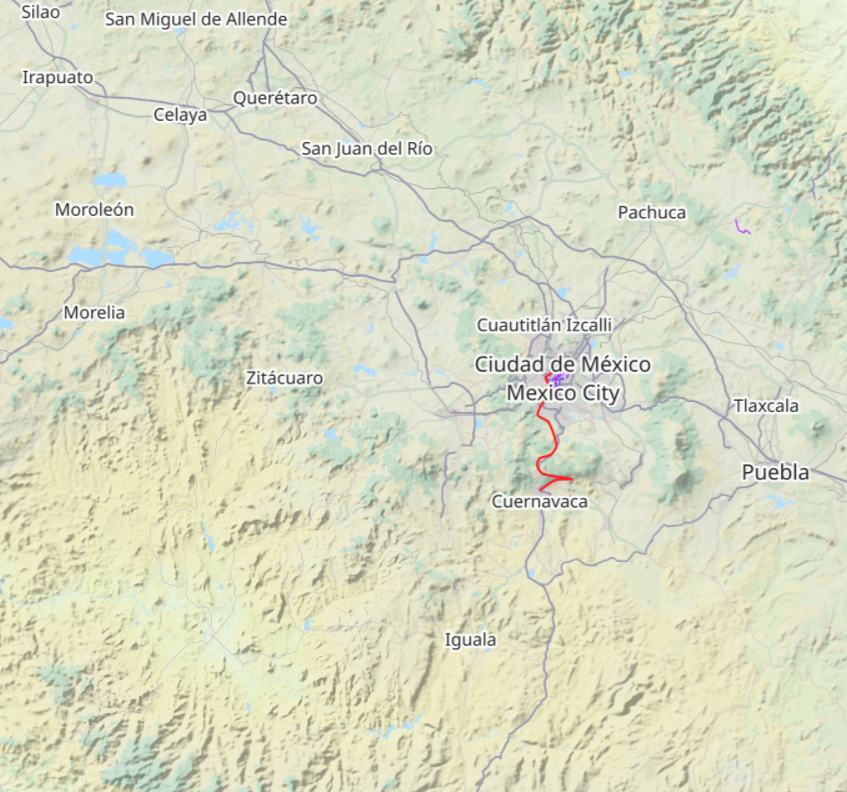 Silao
San Miguel de Allende
Irapuato
Querétaro
Celaya
San Juan del Río
Moroleón
Pachuca
Morelia
Cuautitlán Izcalli
Ciudad de México
Zitácuaro
Mexico City
Tlaxcala
Puebla
Cuernavaca
Iguala